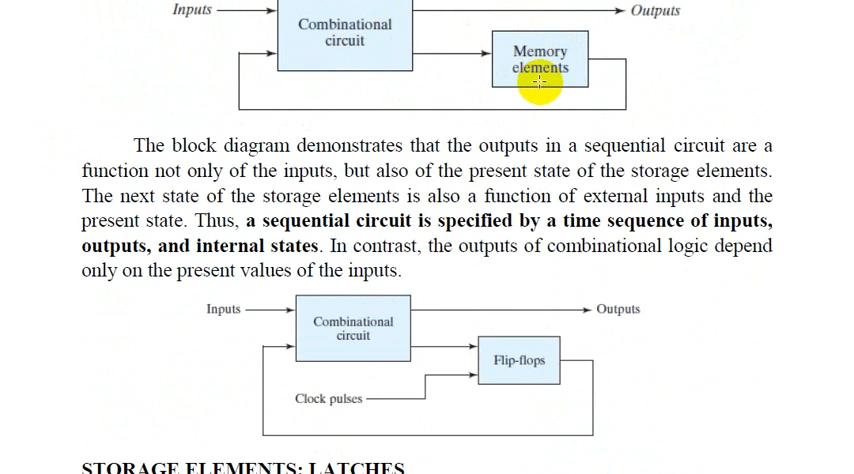 Inputs
Outputs
Combinational
circuit
Memory
elements
The block diagram demonstrates that the outputs in a sequential circuit are a
function not only of the inputs, but also of the present state of the storage elements.
The next state of the storage elements is also a function of external inputs and the
present state. Thus, a sequential circuit is specified by a time sequence of inputs,
outputs, and internal states. In contrast, the outputs of combinational logic depend
only on the present values of the inputs.
Inputs
Outputs
Combinational
circuit
Flip-flops
Clock pulses
STORAGE ELEMENTS: LATCHES